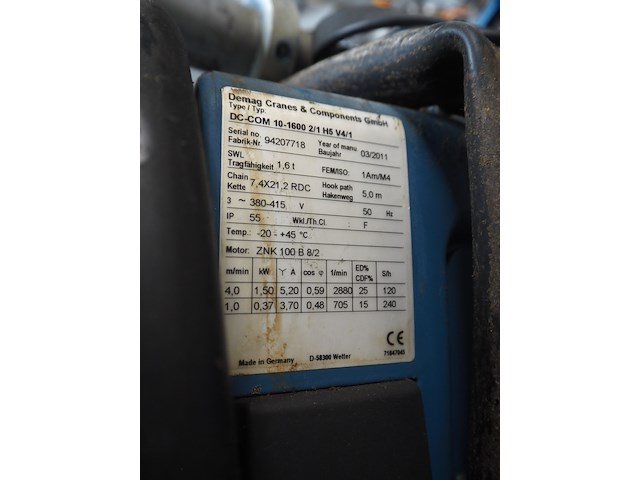 Demag Cranes & Components GmbH
Type / Typ:
DC-COM 10-1600 2/1 H5 V4/1
Serial no
Fabrik-Nr. 94207718 Year of manu
Baujahr 03/2011
SWL
Tragfähigkeit 1,6 t FEM/ISO: 1Am/M4
Chain
Kette 7,4X21,2 RDC Hook path
Hakenweg 5,0 m
3 ~ 380-415 V 50 Hz
IP 55 Wkl./Th.Cl. F
Temp.: -20 - +45 °C
Motor: ZNK 100 B 8/2
m/min kW Y A cos φ 1/min ED%
CDF% S/h
4,0 1,50 5,20 0,59 2880 25 120
1,0 0,37 3,70 0,48 705 15 240
CE
Made in Germany D-58300 Wetter 71847845